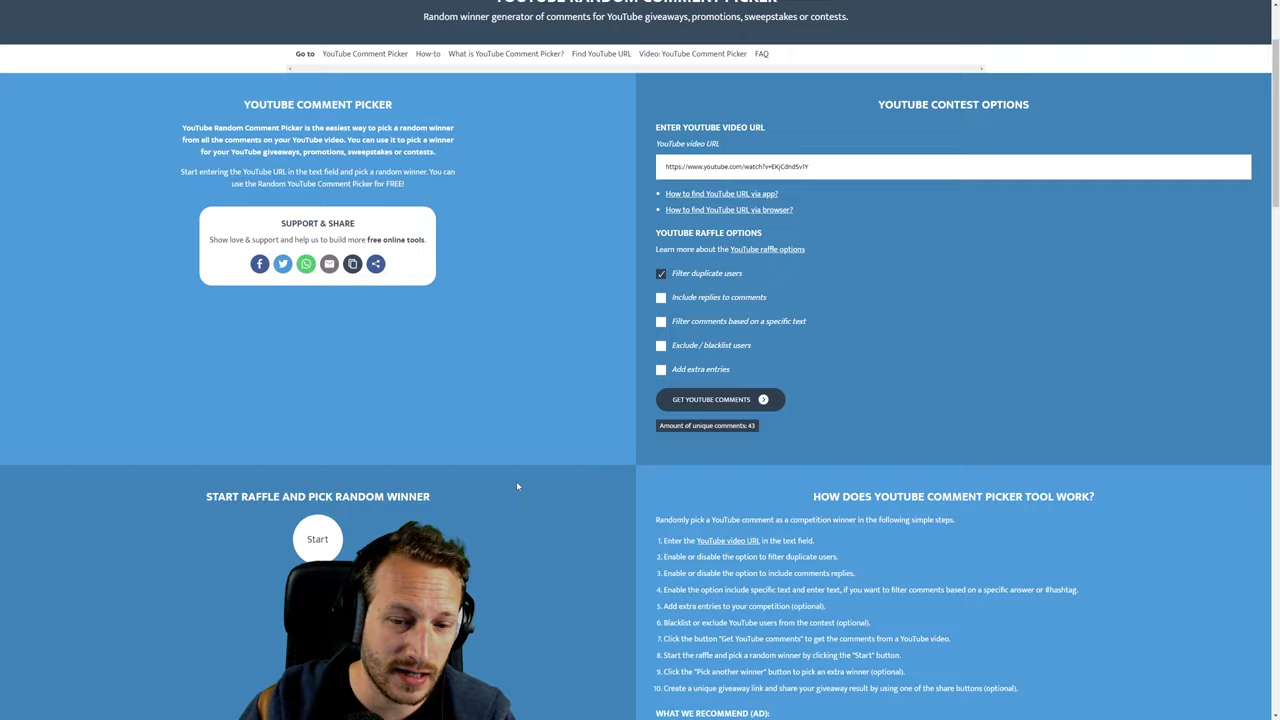 YOUTUBE RANDOM COMMENT PICKER
Random winner generator of comments for YouTube giveaways, promotions, sweepstakes or contests.
Go to YouTube Comment Picker How-to What is YouTube Comment Picker? Find YouTube URL Video: YouTube Comment Picker FAQ
YOUTUBE COMMENT PICKER
YouTube Random Comment Picker is the easiest way to pick a random winner
from all the comments on your YouTube video. You can use it to pick a winner
for your YouTube giveaways, promotions, sweepstakes or contests.
Start entering the YouTube URL in the text field and pick a random winner. You can
use the Random YouTube Comment Picker for FREE!
SUPPORT & SHARE
Show love & support and help us to build more free online tools.
YOUTUBE CONTEST OPTIONS
ENTER YOUTUBE VIDEO URL
YouTube video URL
https://www.youtube.com/watch?v=EKjCdndSv1Y
• How to find YouTube URL via app?
• How to find YouTube URL via browser?
YOUTUBE RAFFLE OPTIONS
Learn more about the YouTube raffle options
Filter duplicate users
Include replies to comments
Filter comments based on a specific text
Exclude / blacklist users
Add extra entries
GET YOUTUBE COMMENTS
Amount of unique comments: 43
START RAFFLE AND PICK RANDOM WINNER
Start
HOW DOES YOUTUBE COMMENT PICKER TOOL WORK?
Randomly pick a YouTube comment as a competition winner in the following simple steps.
1. Enter the YouTube video URL in the text field.
2. Enable or disable the option to filter duplicate users.
3. Enable or disable the option to include comments replies.
4. Enable the option include specific text and enter text, if you want to filter comments based on a specific answer or #hashtag.
5. Add extra entries to your competition (optional).
6. Blacklist or exclude YouTube users from the contest (optional).
7. Click the button "Get YouTube comments" to get the comments from a YouTube video.
8. Start the raffle and pick a random winner by clicking the "Start" button.
9. Click the "Pick another winner" button to pick an extra winner (optional).
10. Create a unique giveaway link and share your giveaway result by using one of the share buttons (optional).
WHAT WE RECOMMEND (AD):